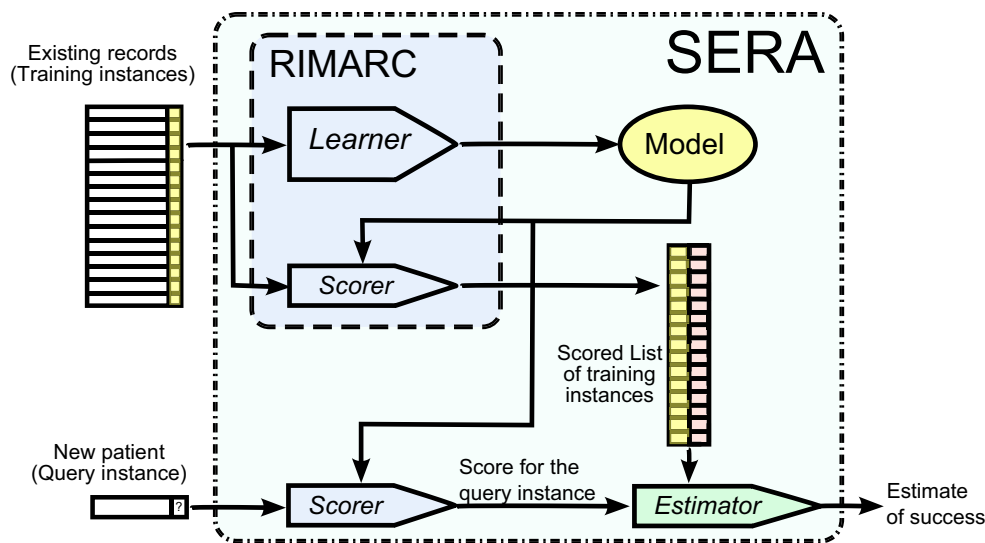 SERA
Existing records
(Training instances)
RIMARC
Learner
Model
Scorer
Scored List
of training
instances
New patient
(Query instance)
?
Scorer
Score for the
query instance
Estimator
Estimate
of success